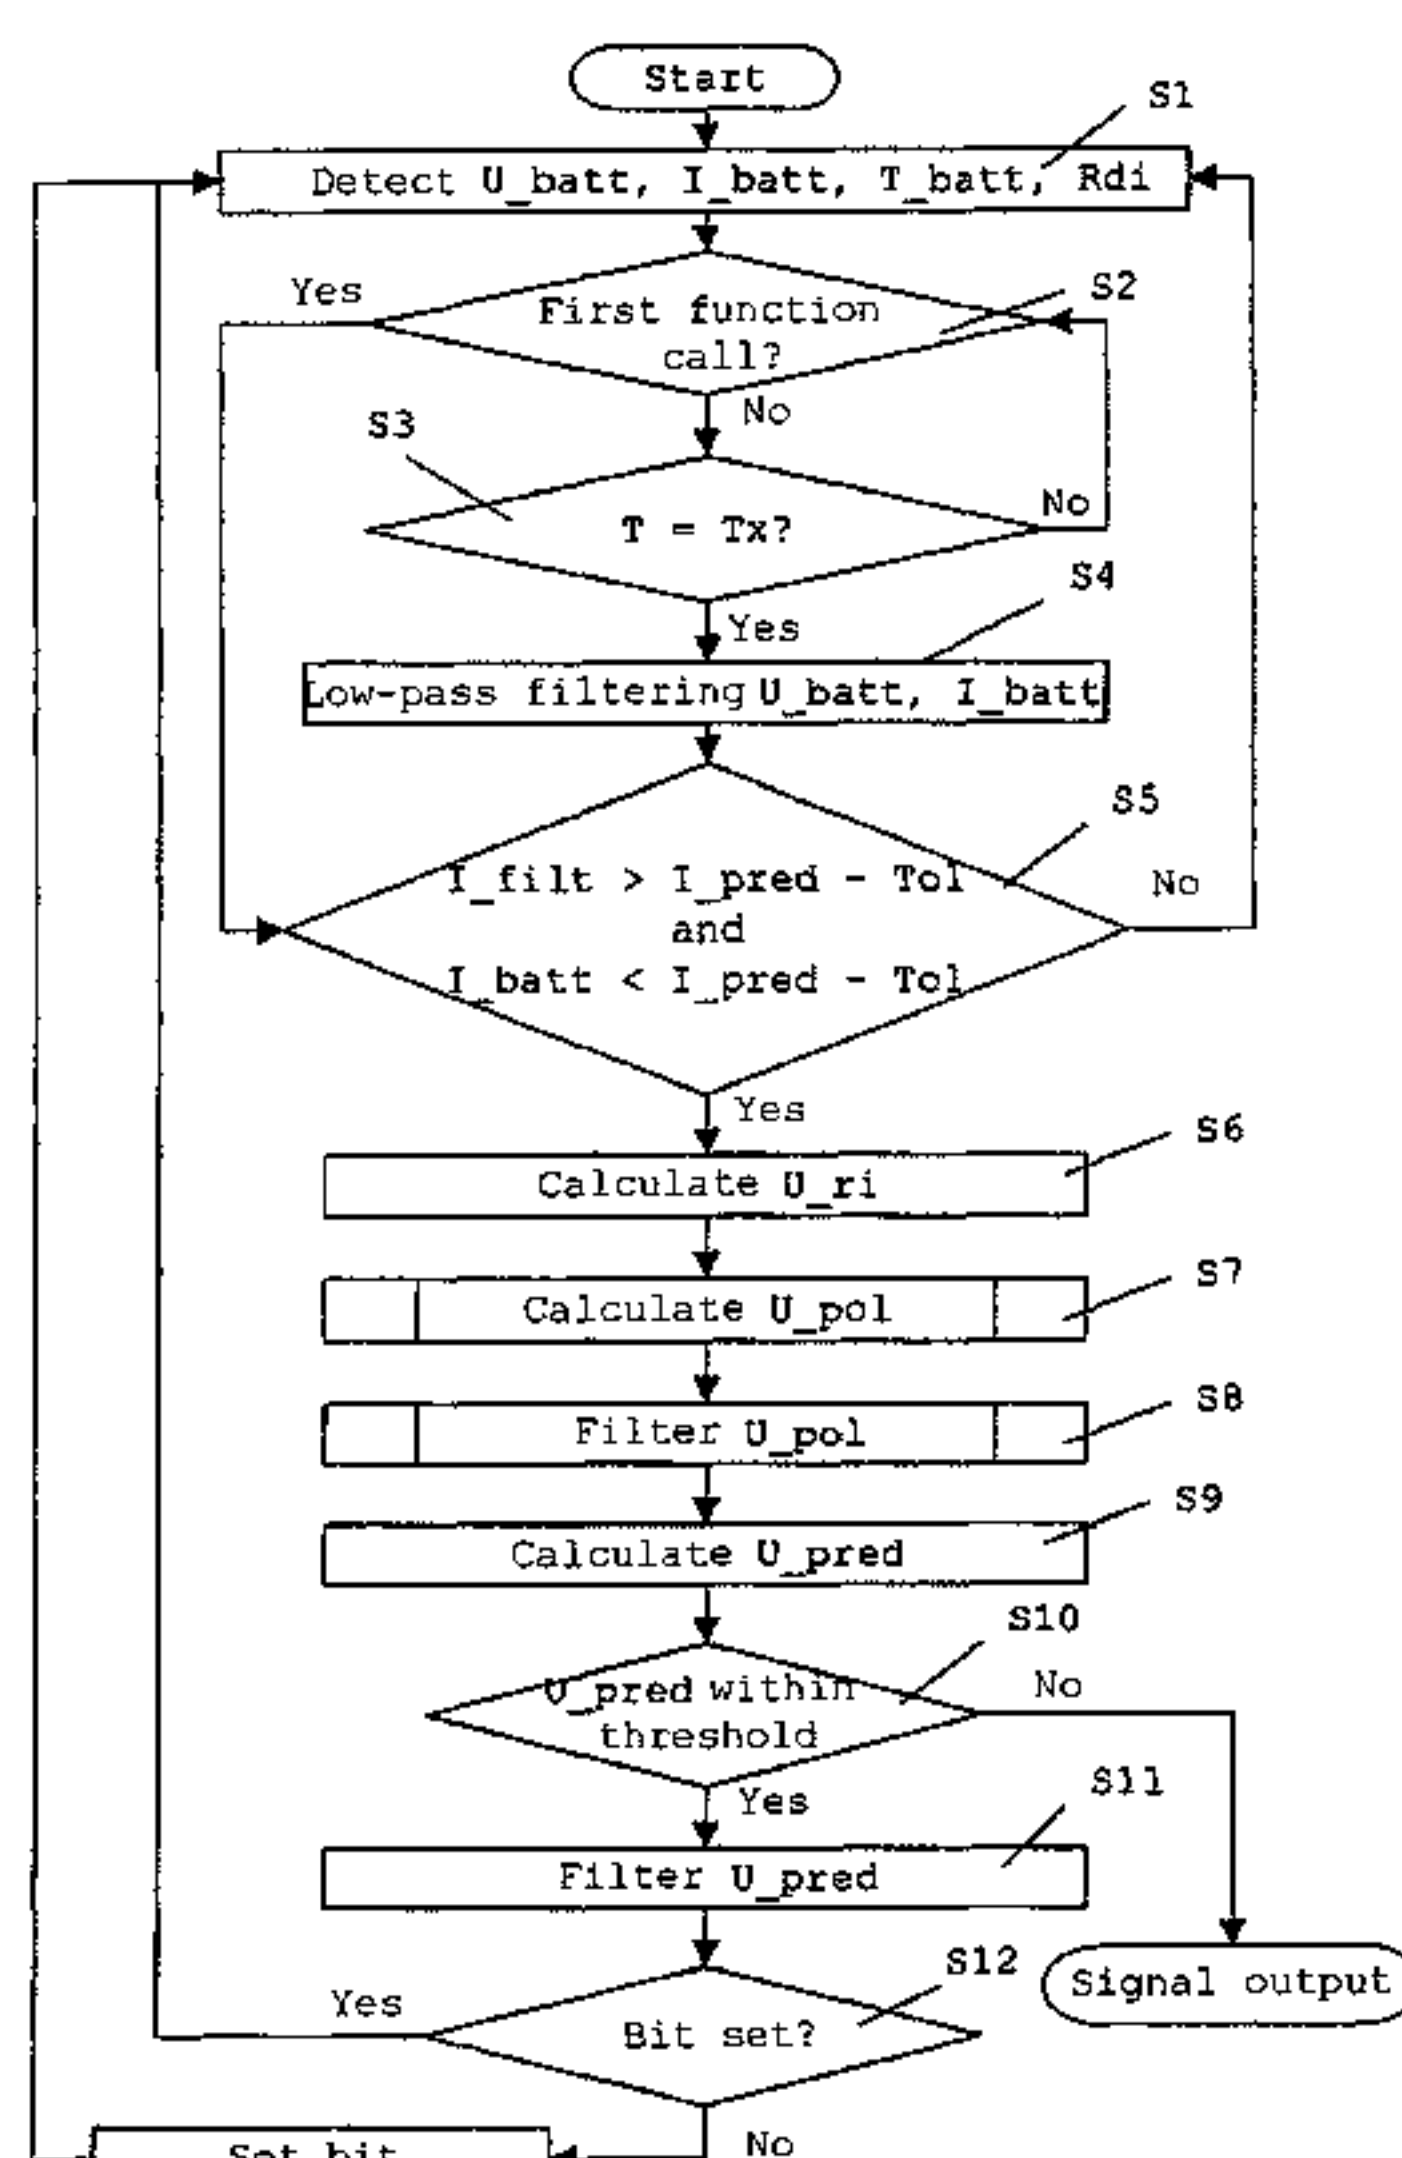 Start
S1
Detect U_batt, I_batt, T_batt, Rdi
Yes
S2
First function
call?
No
S3
No
T = Tx?
S4
Yes
Low-pass filtering U_batt, I_batt
S5
I_filt > I_pred - Tol
No
and
I_batt < I_pred - Tol
Yes
S6
Calculate U_ri
S7
Calculate U_pol
S8
Filter U_pol
S9
Calculate U_pred
S10
U_pred within
No
threshold
Yes
S11
Filter U_pred
S12
Signal output
Yes
Bit set?
No
Set bit